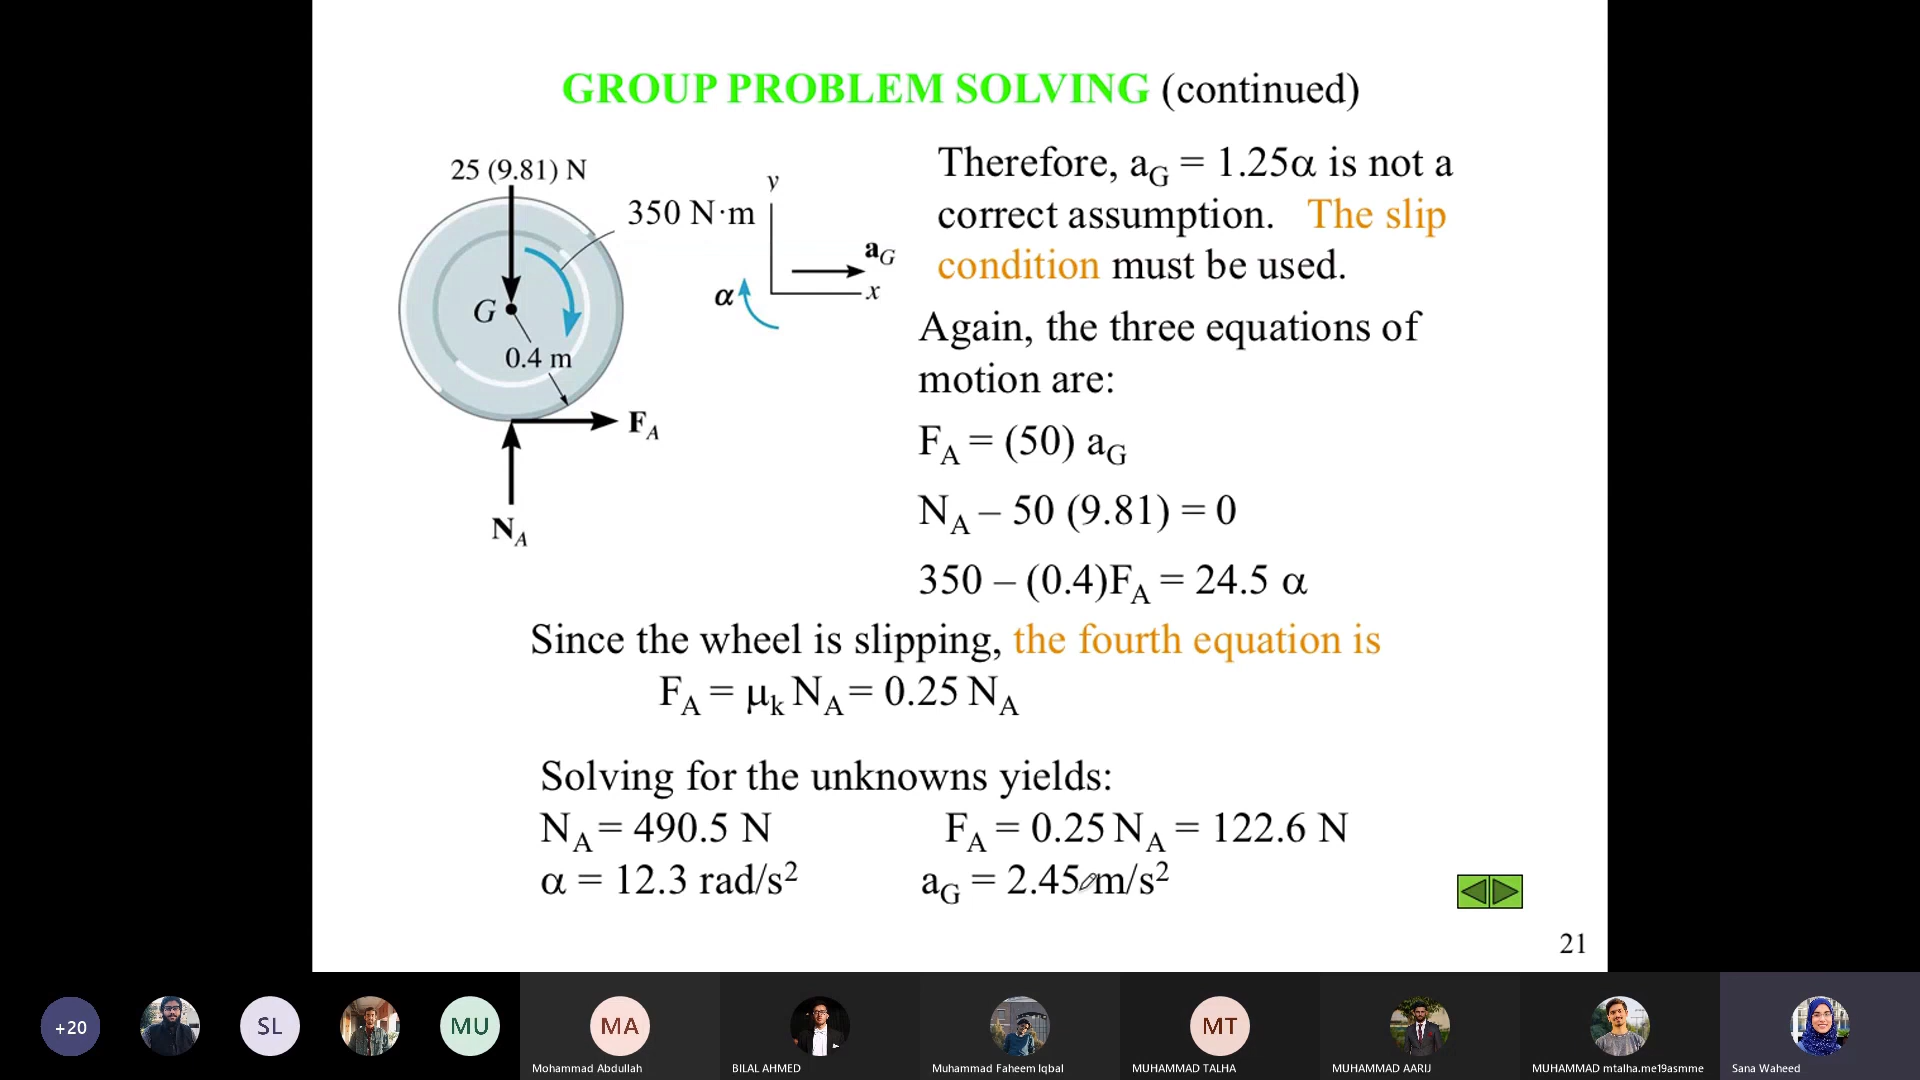 GROUP PROBLEM SOLVING (continued)
25 (9.81) N
350 N·m
y
a_G
x
α
G
0.4 m
F_A
N_A
Therefore, a_G = 1.25α is not a
correct assumption. The slip
condition must be used.
Again, the three equations of
motion are:
F_A = (50) a_G
N_A – 50 (9.81) = 0
350 – (0.4)F_A = 24.5 α
Since the wheel is slipping, the fourth equation is
F_A = μ_k N_A = 0.25 N_A
Solving for the unknowns yields:
N_A = 490.5 N F_A = 0.25 N_A = 122.6 N
α = 12.3 rad/s² a_G = 2.45 m/s²
21
+20
SL
MU
MA
MT
Mohammad Abdullah
BILAL AHMED
Muhammad Faheem Iqbal
MUHAMMAD TALHA
MUHAMMAD AARIJ
MUHAMMAD mtalha.me19asmme
Sana Waheed